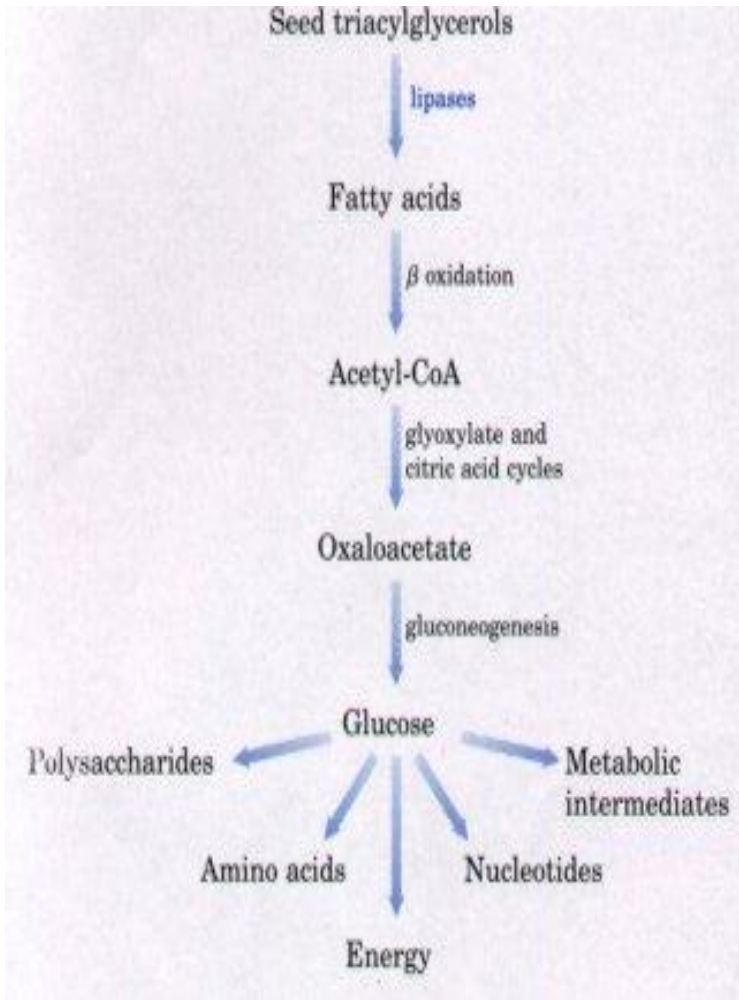 Seed triacylglycerols
lipases
Fatty acids
β oxidation
Acetyl-CoA
glyoxylate and
citric acid cycles
Oxaloacetate
gluconeogenesis
Glucose
Polysaccharides
Metabolic
intermediates
Amino acids
Nucleotides
Energy